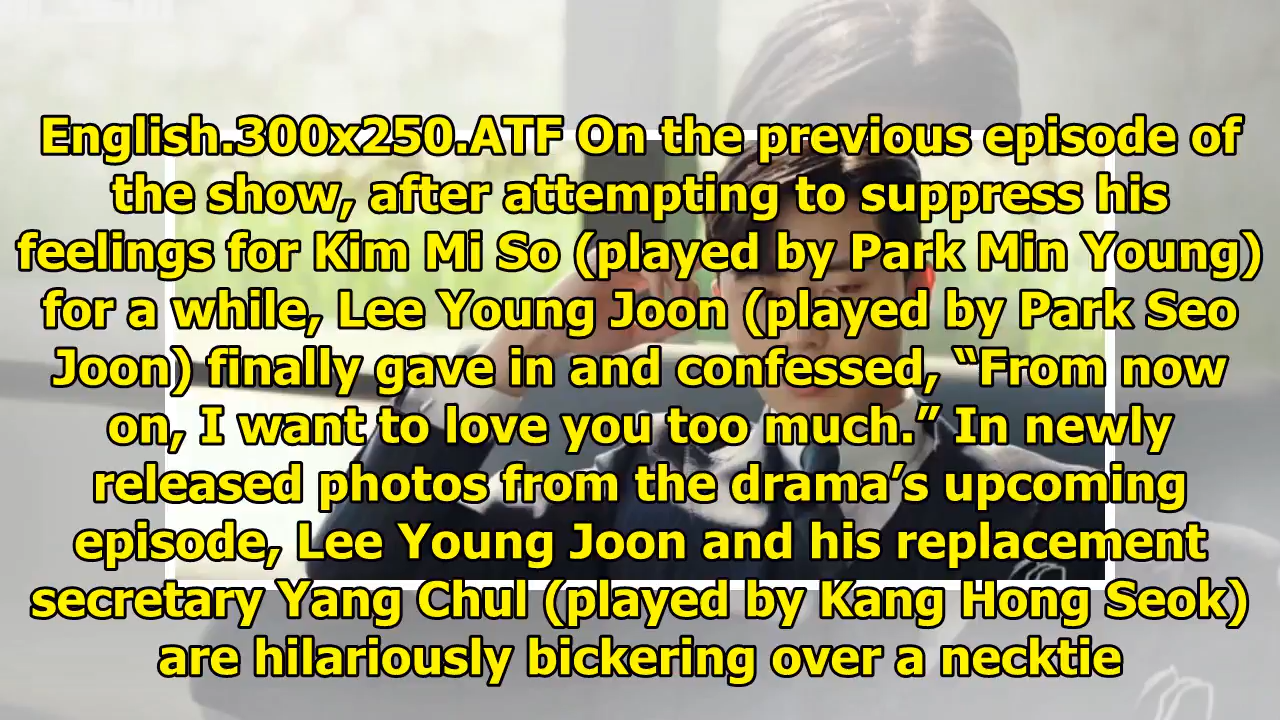 English.300x250.ATF On the previous episode of
the show, after attempting to suppress his
feelings for Kim Mi So (played by Park Min Young)
for a while, Lee Young Joon (played by Park Seo
Joon) finally gave in and confessed, “From now
on, I want to love you too much.” In newly
released photos from the drama’s upcoming
episode, Lee Young Joon and his replacement
secretary Yang Chul (played by Kang Hong Seok)
are hilariously bickering over a necktie